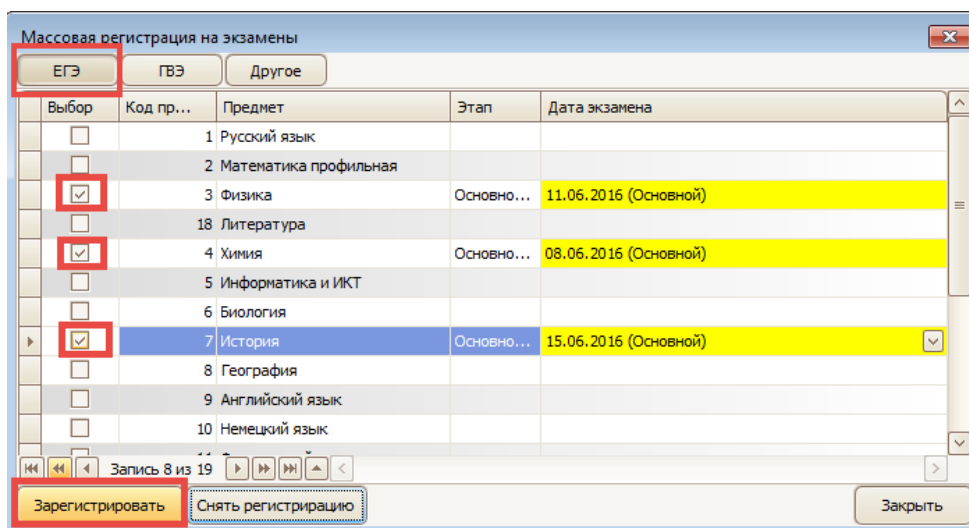 Массовая регистрация на экзамены
ЕГЭ ГВЭ Другое
Выбор Код пр... Предмет Этап Дата экзамена
1 Русский язык
2 Математика профильная
3 Физика Основно... 11.06.2016 (Основной)
18 Литература
4 Химия Основно... 08.06.2016 (Основной)
5 Информатика и ИКТ
6 Биология
7 История Основно... 15.06.2016 (Основной)
8 География
9 Английский язык
10 Немецкий язык
Запись 8 из 19
Зарегистрировать Снять регистрирацию Закрыть